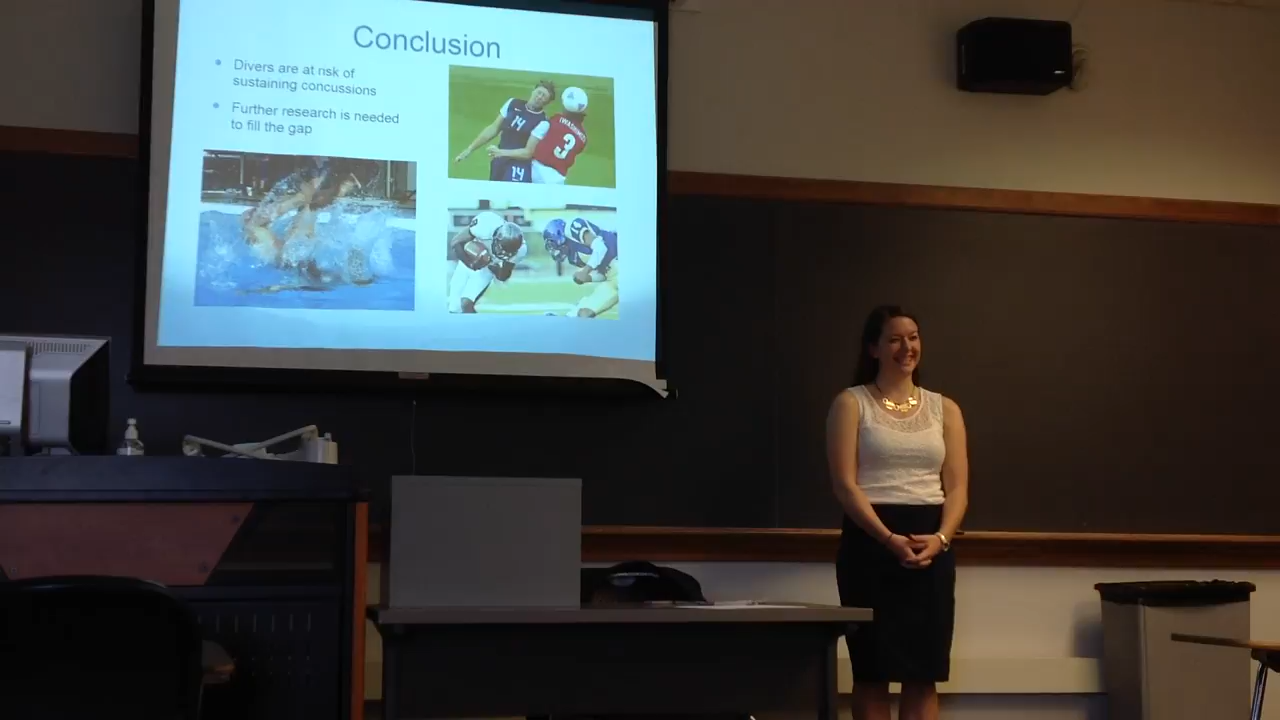 Conclusion
• Divers are at risk of
sustaining concussions
• Further research is needed
to fill the gap
14
3
14